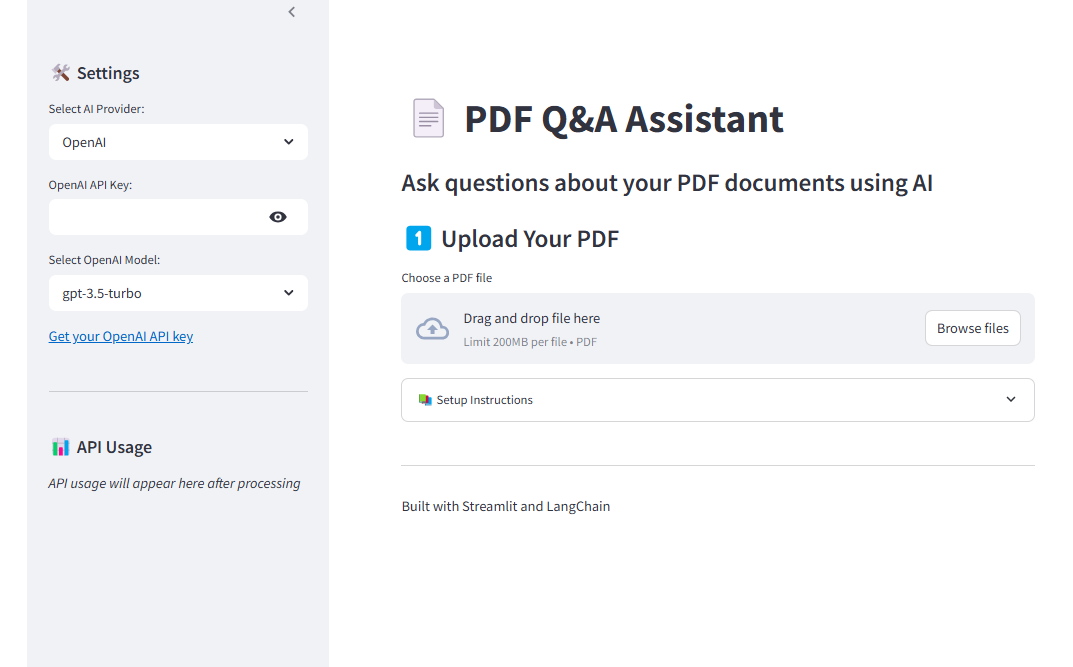 Settings
Select AI Provider:
OpenAI
OpenAI API Key:
Select OpenAI Model:
gpt-3.5-turbo
Get your OpenAI API key
API Usage
API usage will appear here after processing
PDF Q&A Assistant
Ask questions about your PDF documents using AI
1 Upload Your PDF
Choose a PDF file
Drag and drop file here
Limit 200MB per file • PDF
Browse files
Setup Instructions
Built with Streamlit and LangChain